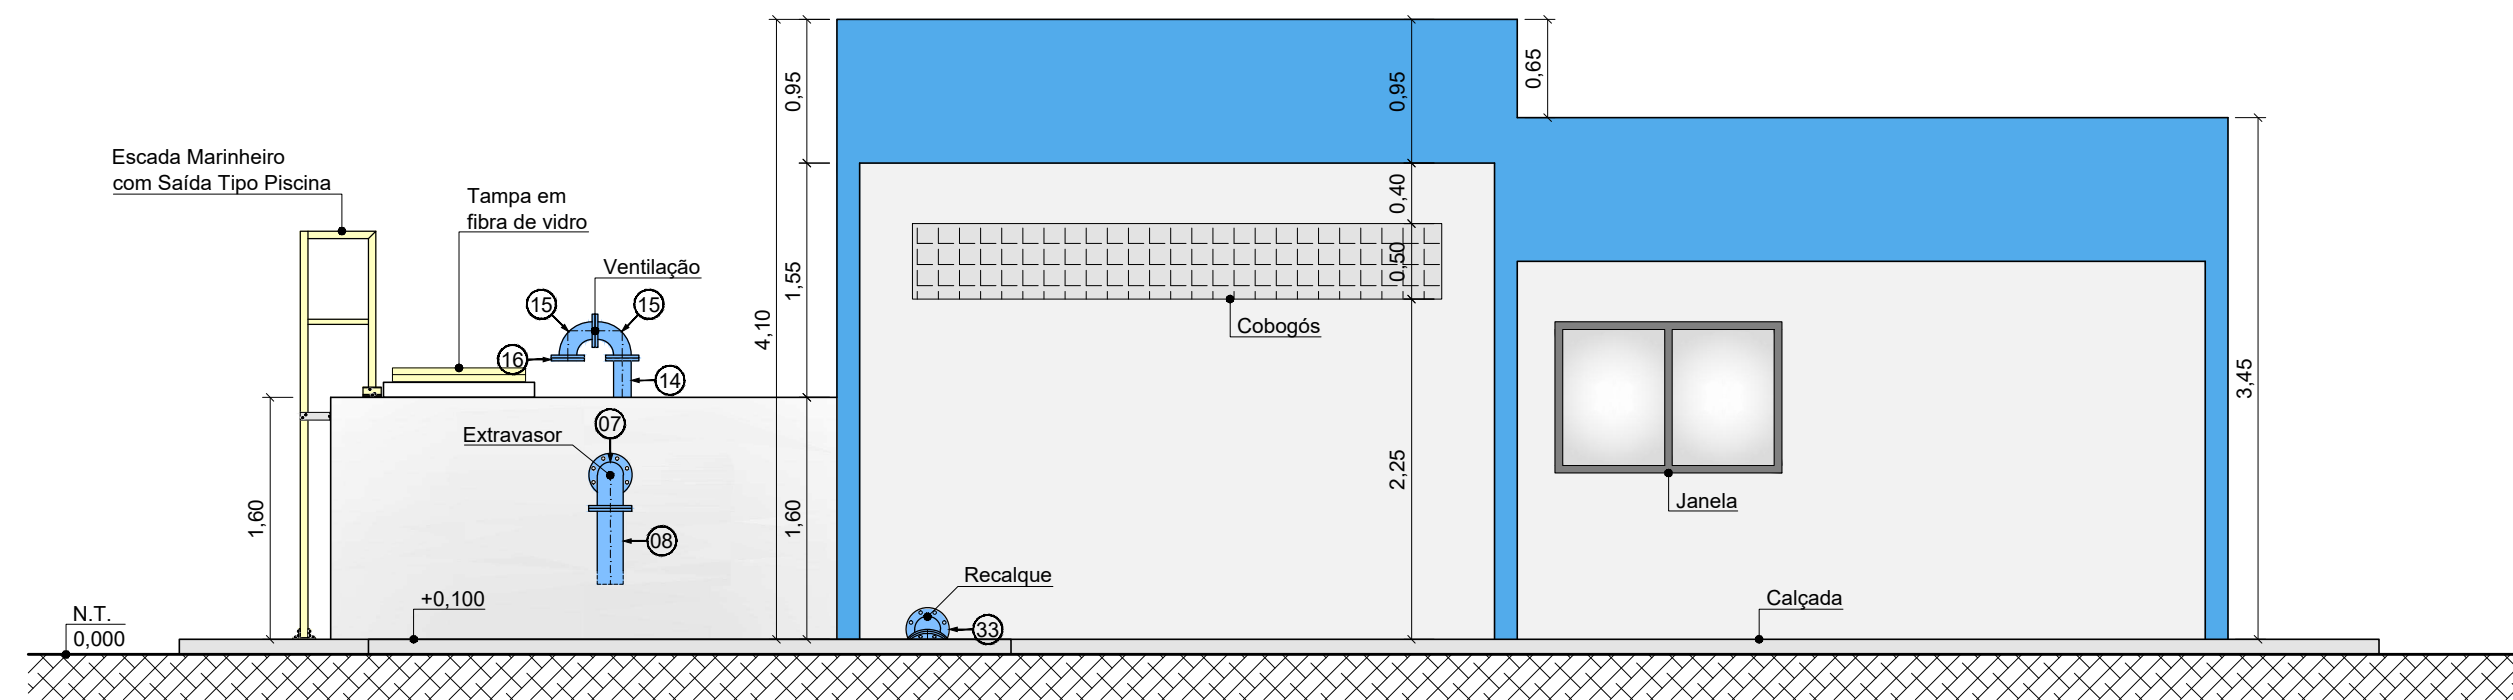 Escada Marinheiro
com Saída Tipo Piscina
Tampa em
fibra de vidro
Ventilação
15
15
16
14
07
Extravasor
08
1,60
+0,100
N.T.
0,000
4,10
0,95
1,55
1,60
0,95
0,40
0,50
2,25
Cobogós
Recalque
33
0,65
3,45
Janela
Calçada